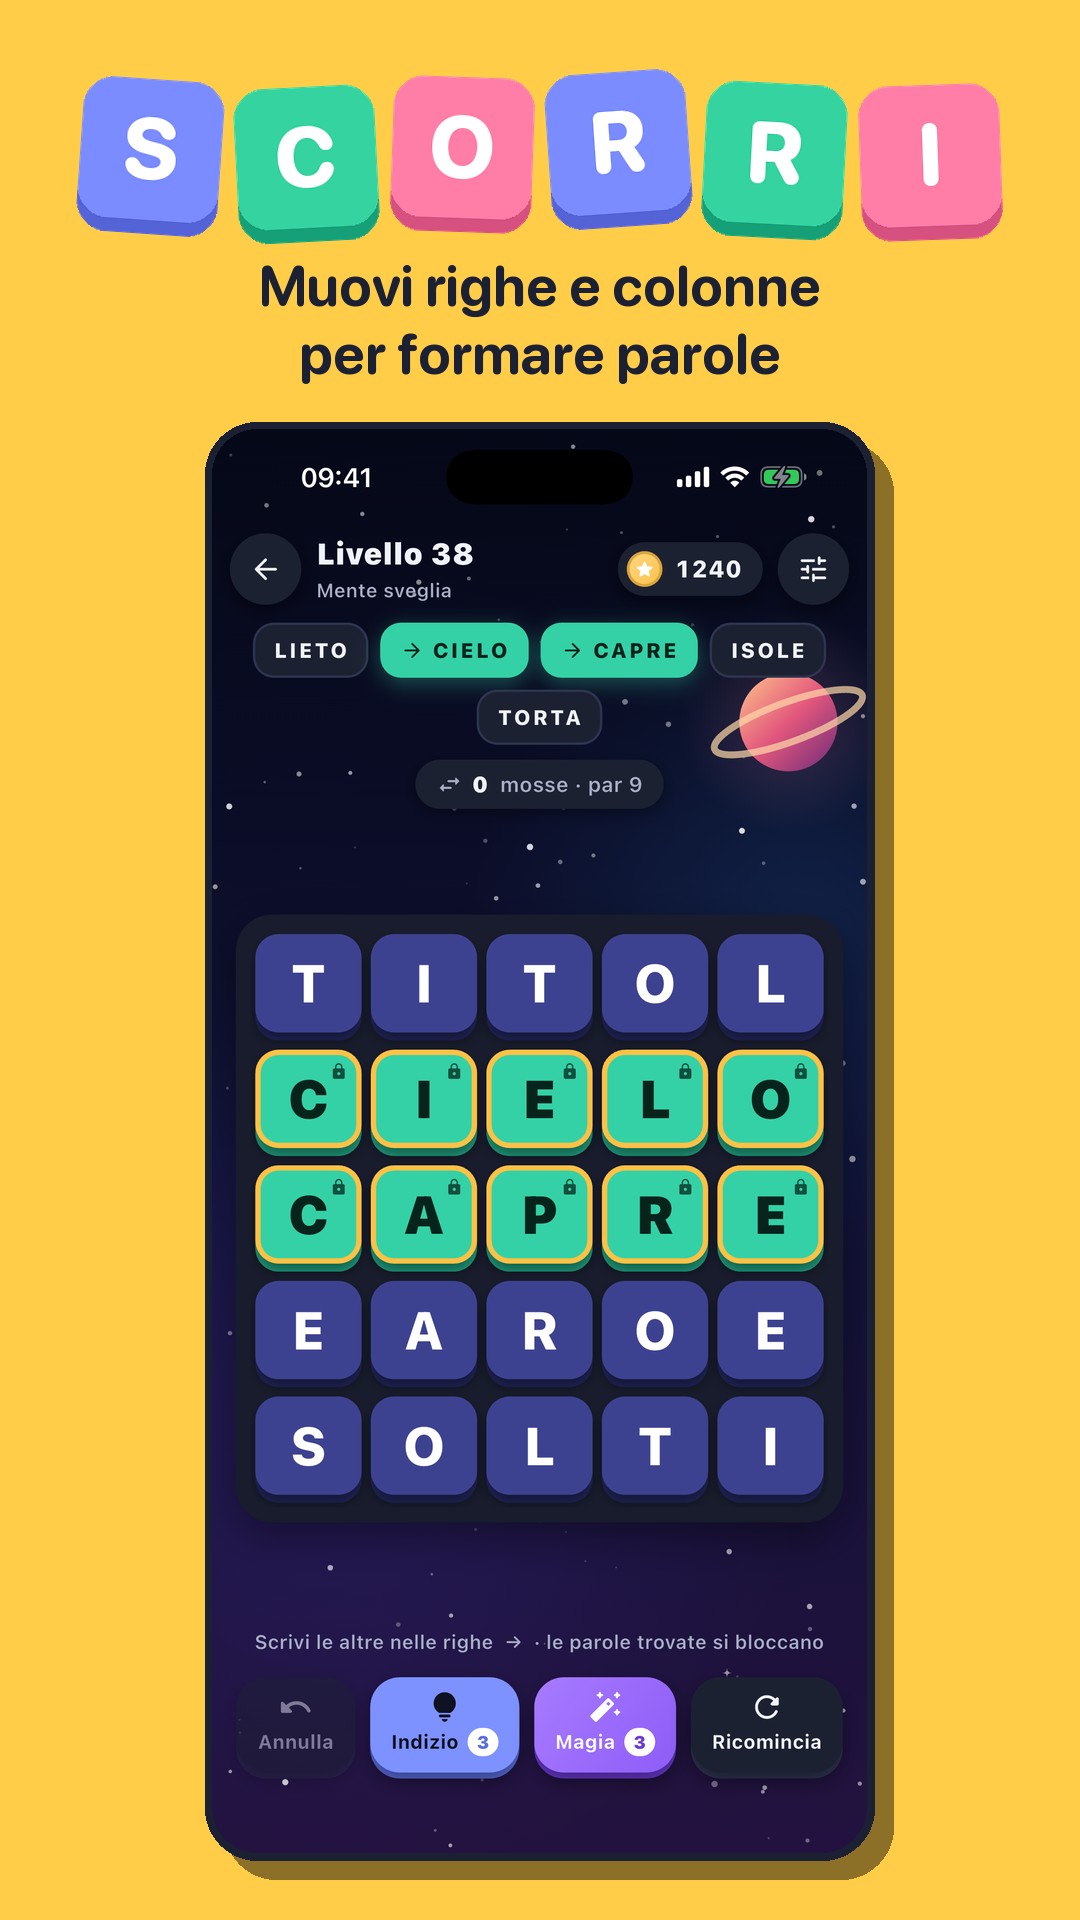 SCORRI
Muovi righe e colonne
per formare parole
09:41
Livello 38
Mente sveglia
1240
LIETO → CIELO → CAPRE ISOLE
TORTA
0 mosse · par 9
T I T O L
C I E L O
C A P R E
E A R O E
S O L T I
Scrivi le altre nelle righe → · le parole trovate si bloccano
Annulla Indizio 3 Magia 3 Ricomincia